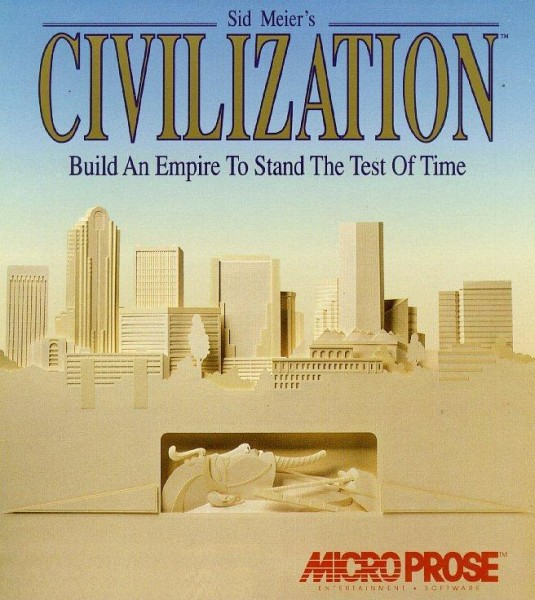 Sid Meier's
CIVILIZATION™
Build An Empire To Stand The Test Of Time
MICROPROSE™
ENTERTAINMENT • SOFTWARE